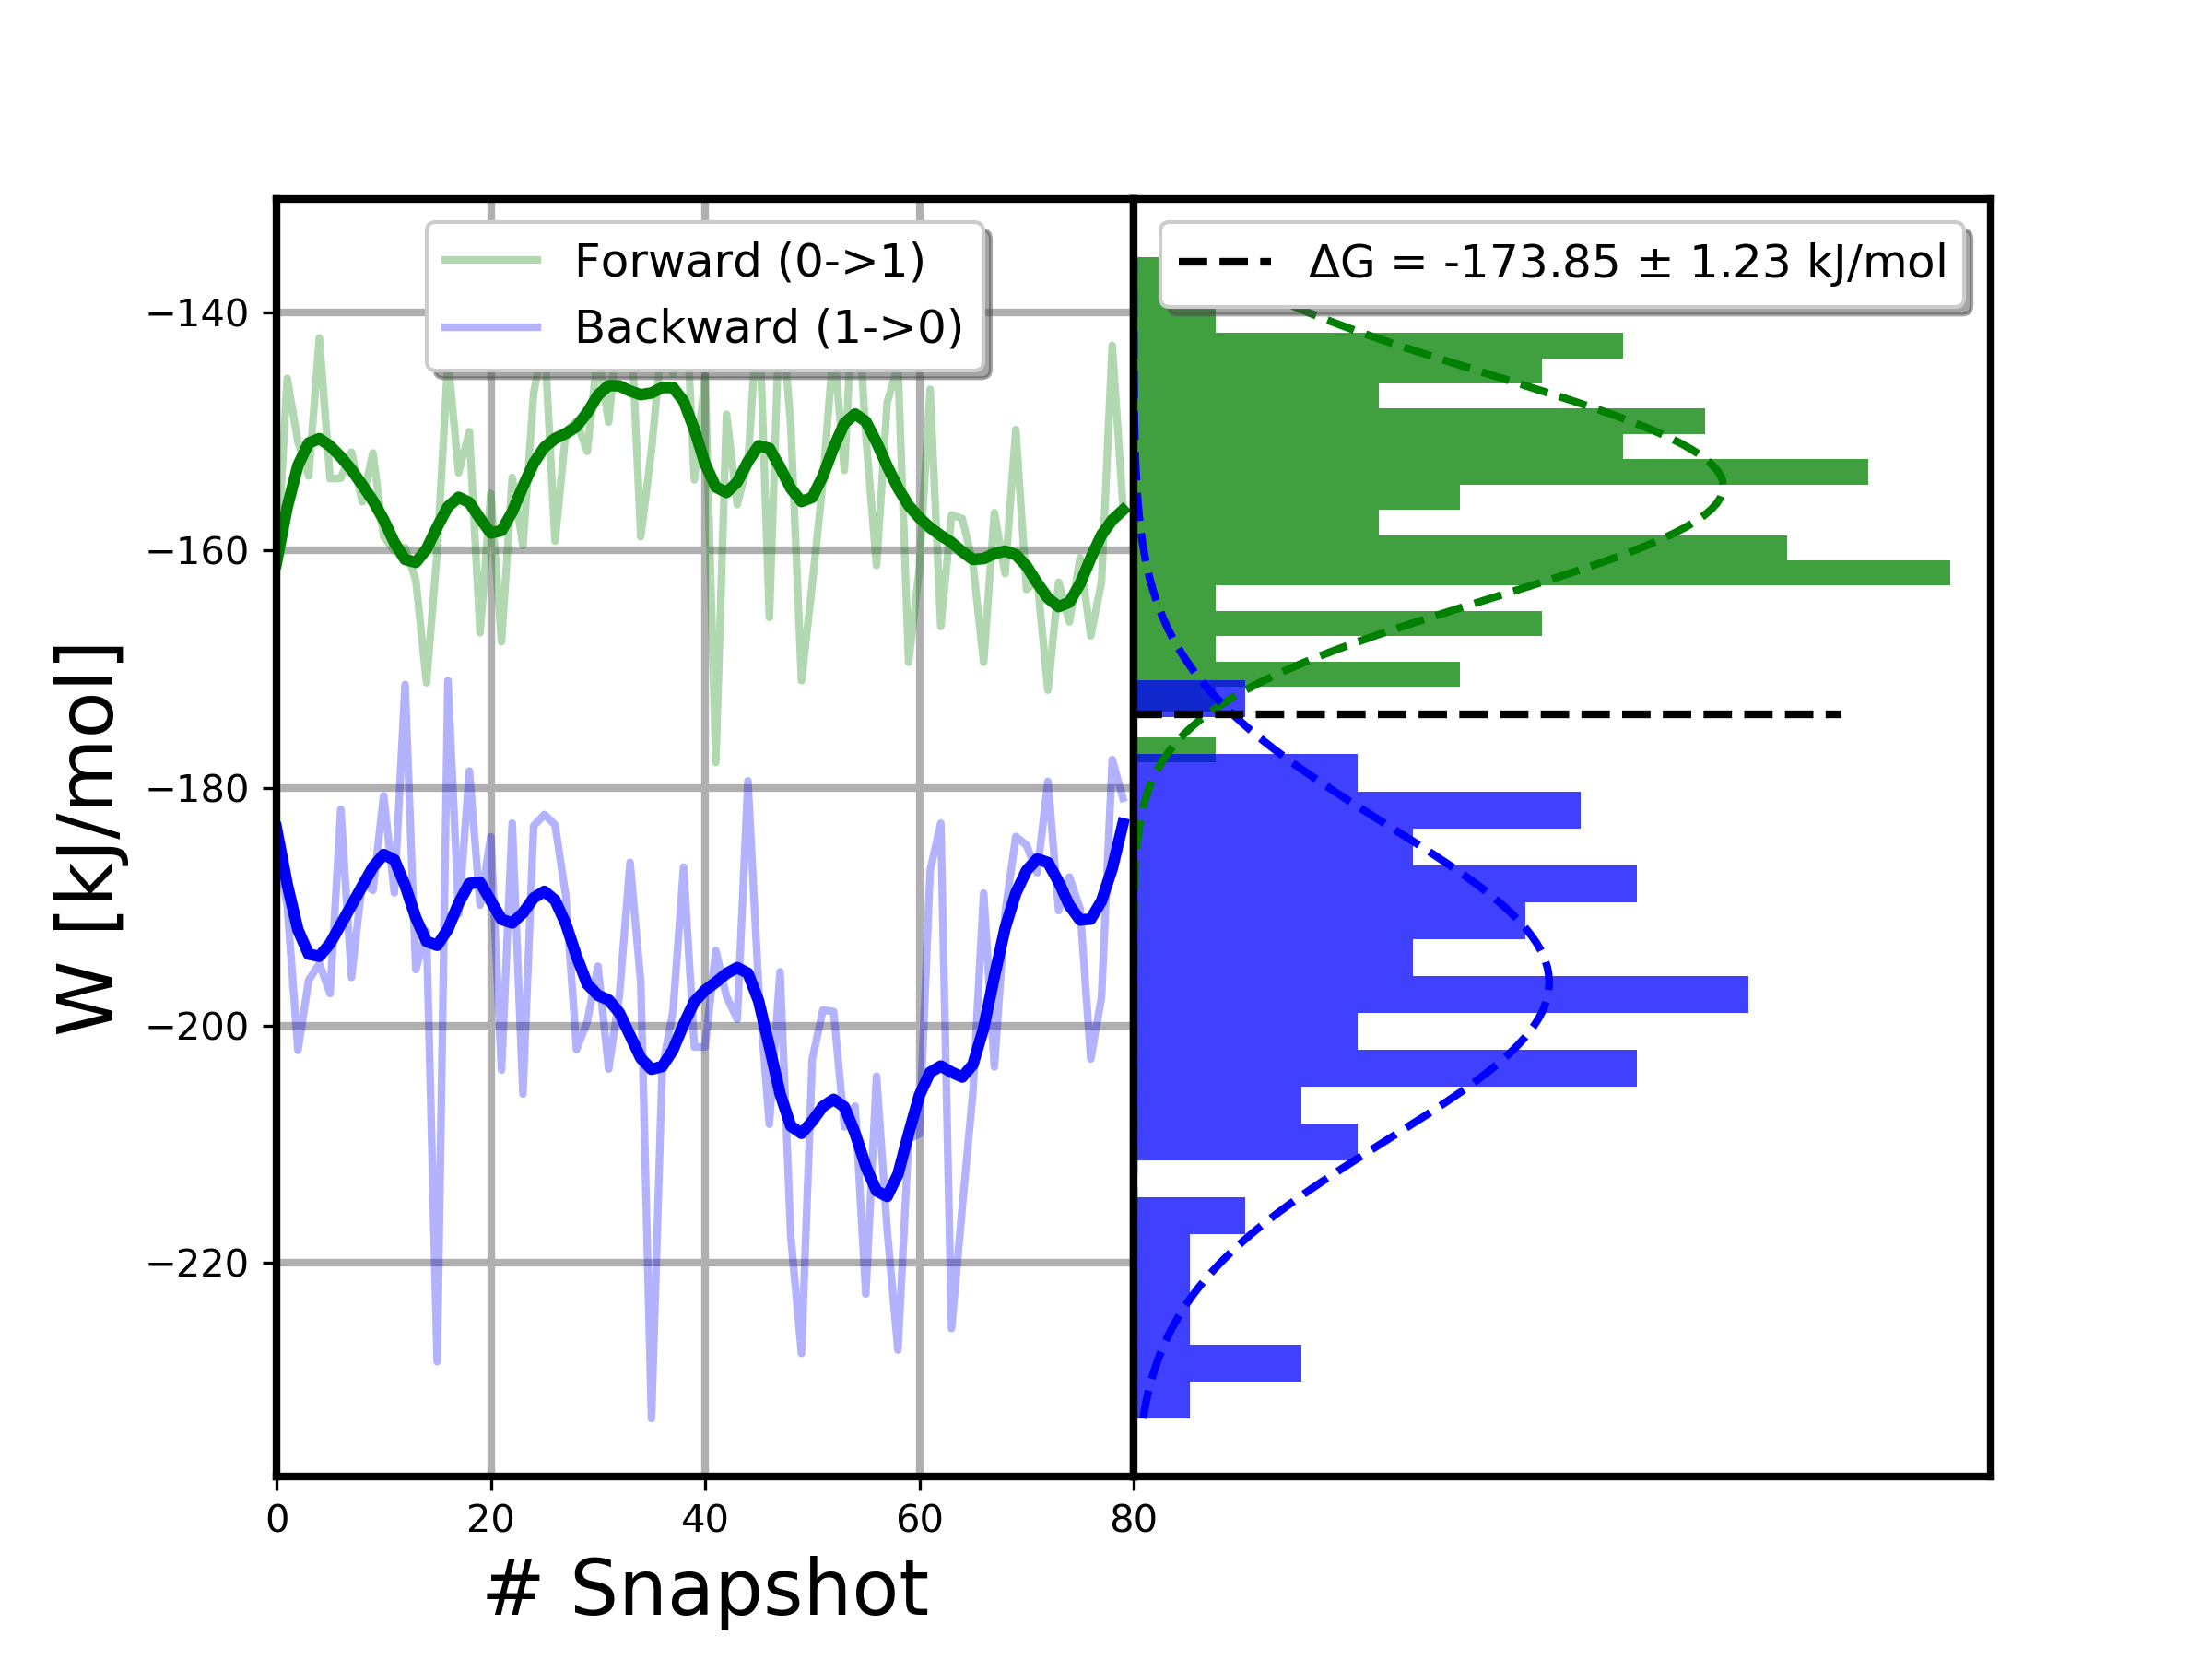 Forward (0->1)
Backward (1->0)
ΔG = -173.85 ± 1.23 kJ/mol
−140
−160
−180
−200
−220
W [kJ/mol]
0 20 40 60 80
# Snapshot